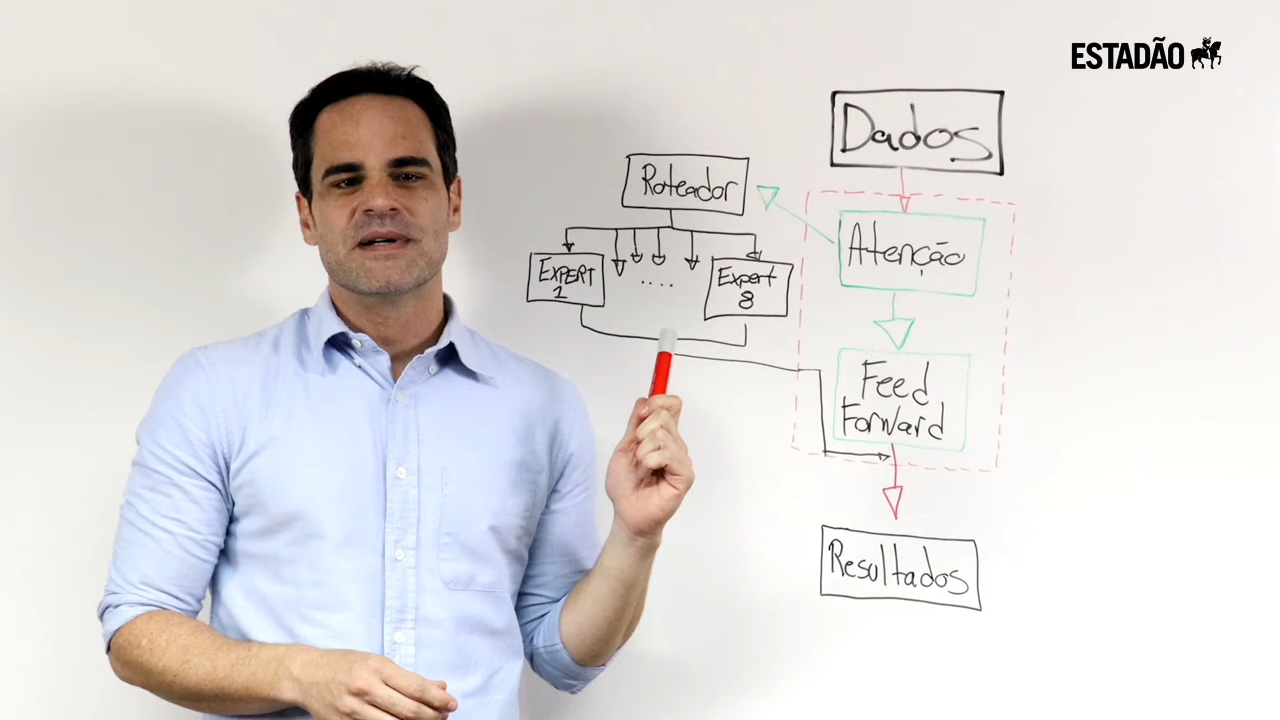 ESTADÃO
Dados
Roteador
Atenção
EXPERT
1
....
Expert
8
Feed
Forward
Resultados